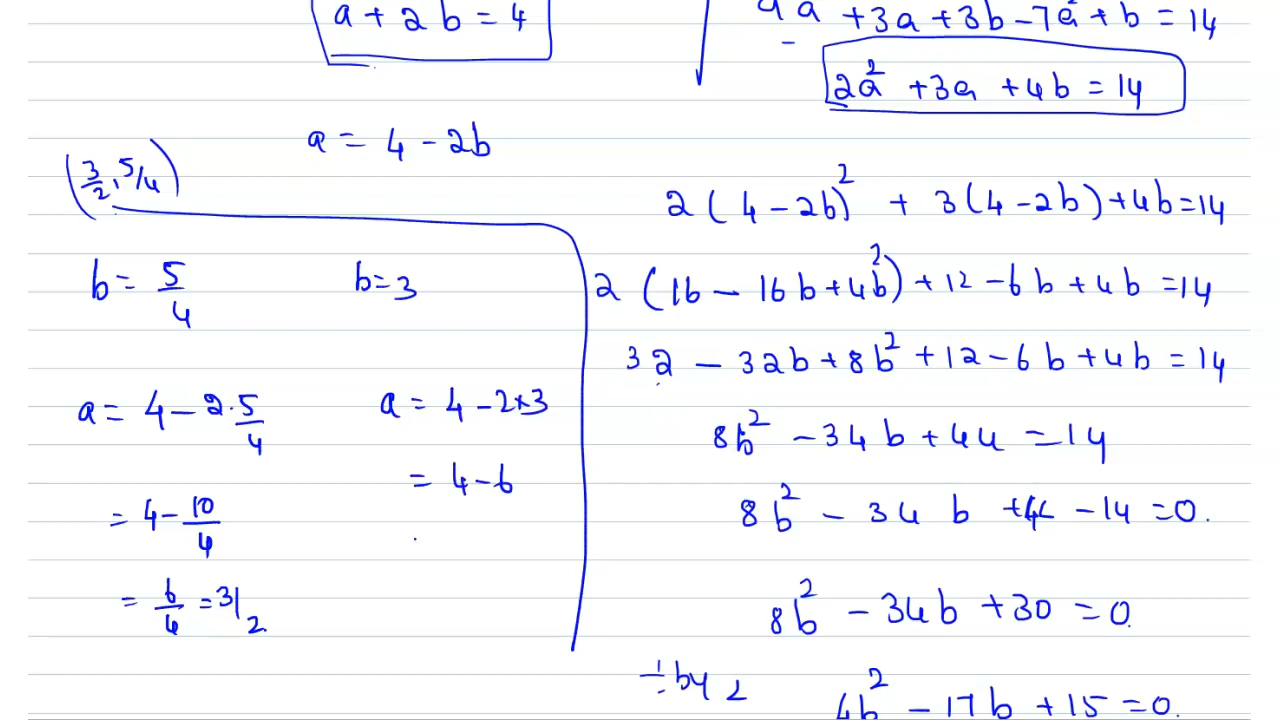 a + 2b = 4
9a² + 3a + 3b - 7a² + b = 14
2a² + 3a + 4b = 14
a = 4 - 2b
(3/2, 5/4)
2(4 - 2b)² + 3(4 - 2b) + 4b = 14
b = 5/4
b = 3
2(16 - 16b + 4b²) + 12 - 6b + 4b = 14
32 - 32b + 8b² + 12 - 6b + 4b = 14
a = 4 - 2·5/4
a = 4 - 2*3
8b² - 34b + 44 = 14
= 4 - 6
= 4 - 10/4
8b² - 34b + 44 - 14 = 0.
= 6/4 = 3/2
8b² - 34b + 30 = 0.
÷ by 2
4b² - 17b + 15 = 0.